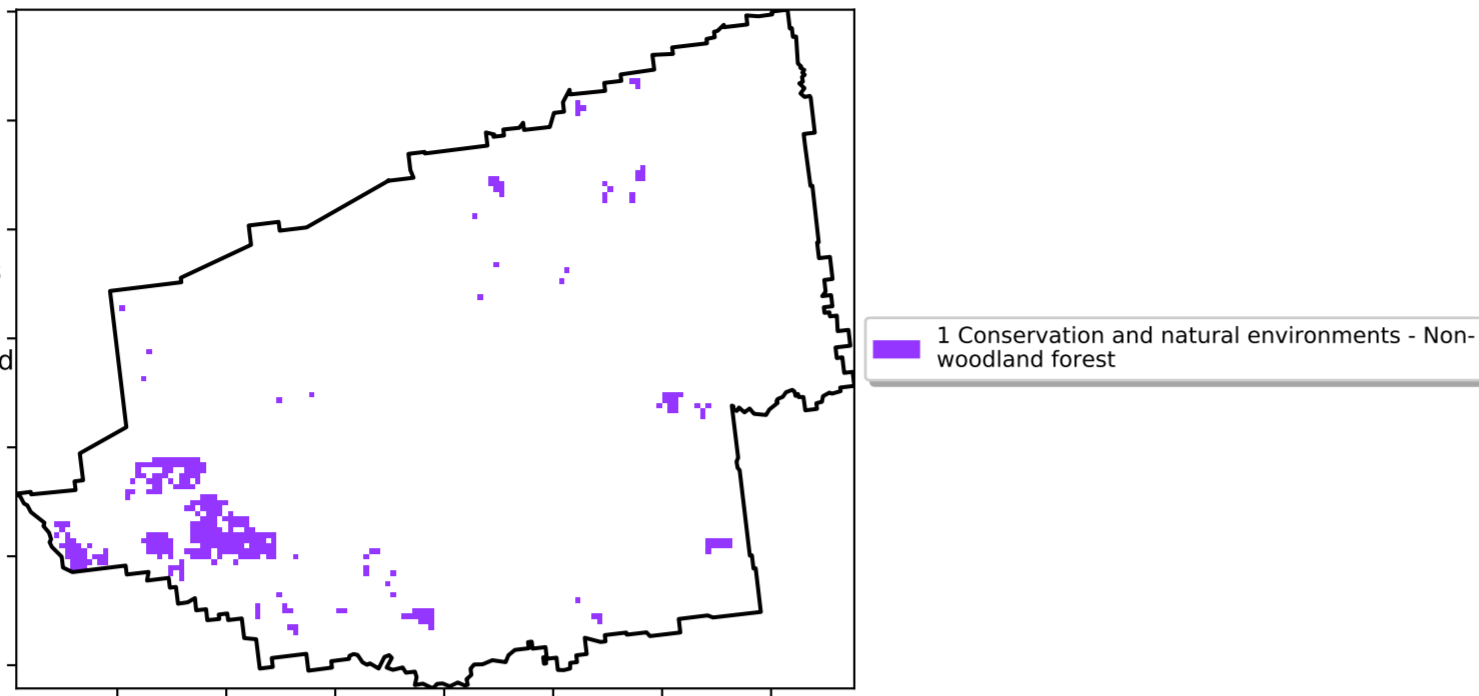 d
1 Conservation and natural environments - Non-
woodland forest